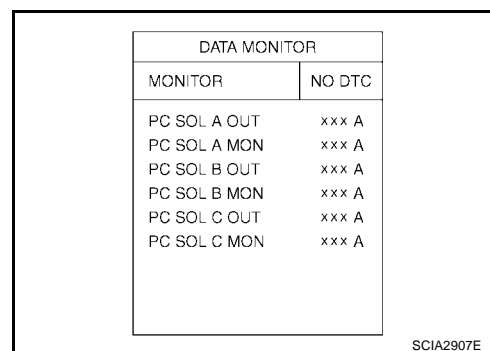 DATA MONITOR
MONITOR NO DTC
PC SOL A OUT xxx A
PC SOL A MON xxx A
PC SOL B OUT xxx A
PC SOL B MON xxx A
PC SOL C OUT xxx A
PC SOL C MON xxx A
SCIA2907E